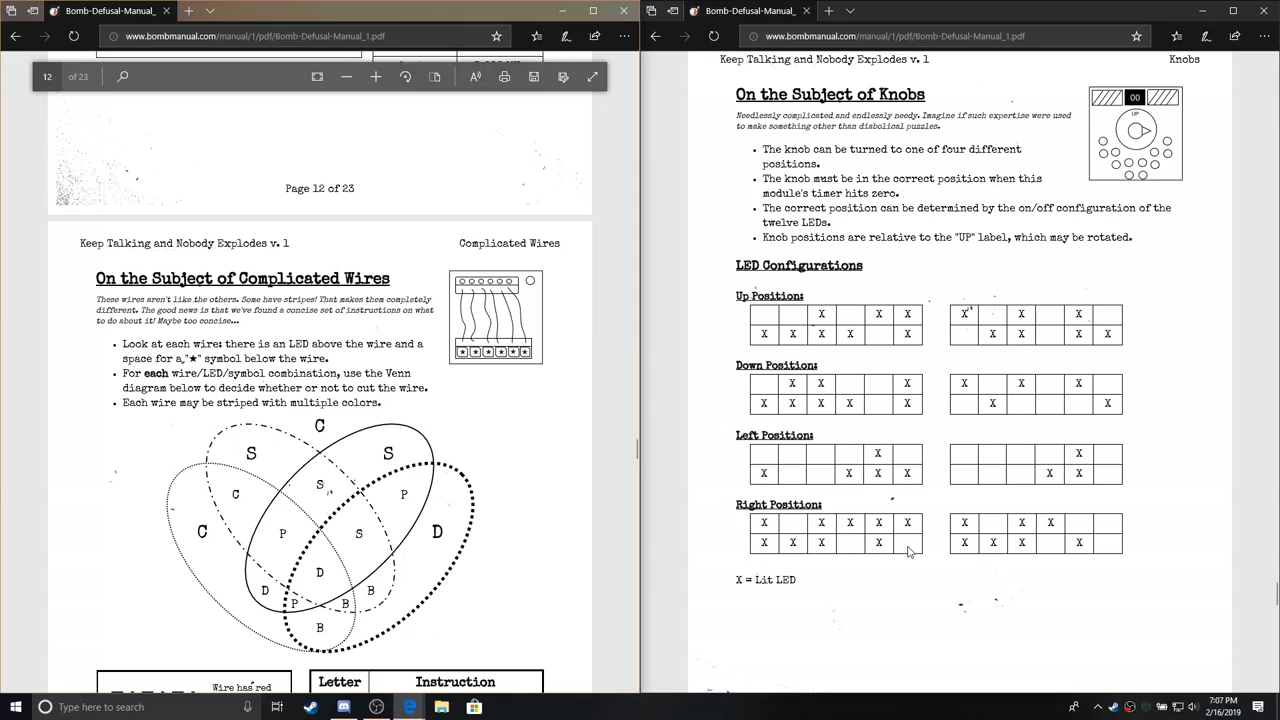 Bomb-Defusal-Manual_
www.bombmanual.com/manual/1/pdf/Bomb-Defusal-Manual_1.pdf
12 of 23
Page 12 of 23
Keep Talking and Nobody Explodes v. 1 Complicated Wires
On the Subject of Complicated Wires
These wires aren't like the others. Some have stripes! That makes them completely
different. The good news is that we've found a concise set of instructions on what
to do about it! Maybe too concise...
• Look at each wire: there is an LED above the wire and a
space for a "★" symbol below the wire.
• For each wire/LED/symbol combination, use the Venn
diagram below to decide whether or not to cut the wire.
• Each wire may be striped with multiple colors.
C
S S
S
C P
C P S D
D
D B
P B
B
Wire has red
Letter Instruction
Bomb-Defusal-Manual_
www.bombmanual.com/manual/1/pdf/Bomb-Defusal-Manual_1.pdf
Keep Talking and Nobody Explodes v. 1 Knobs
On the Subject of Knobs
Needlessly complicated and endlessly needy. Imagine if such expertise were used
to make something other than diabolical puzzles.
00
UP
• The knob can be turned to one of four different
positions.
• The knob must be in the correct position when this
module's timer hits zero.
• The correct position can be determined by the on/off configuration of the
twelve LEDs.
• Knob positions are relative to the "UP" label, which may be rotated.
LED Configurations
Up Position:
X X X X X X
X X X X X X X X X
Down Position:
X X X X X X
X X X X X X X
Left Position:
X X
X X X X X X
Right Position:
X X X X X X X X
X X X X X X X X
X = Lit LED
Type here to search
7:07 PM
2/16/2019